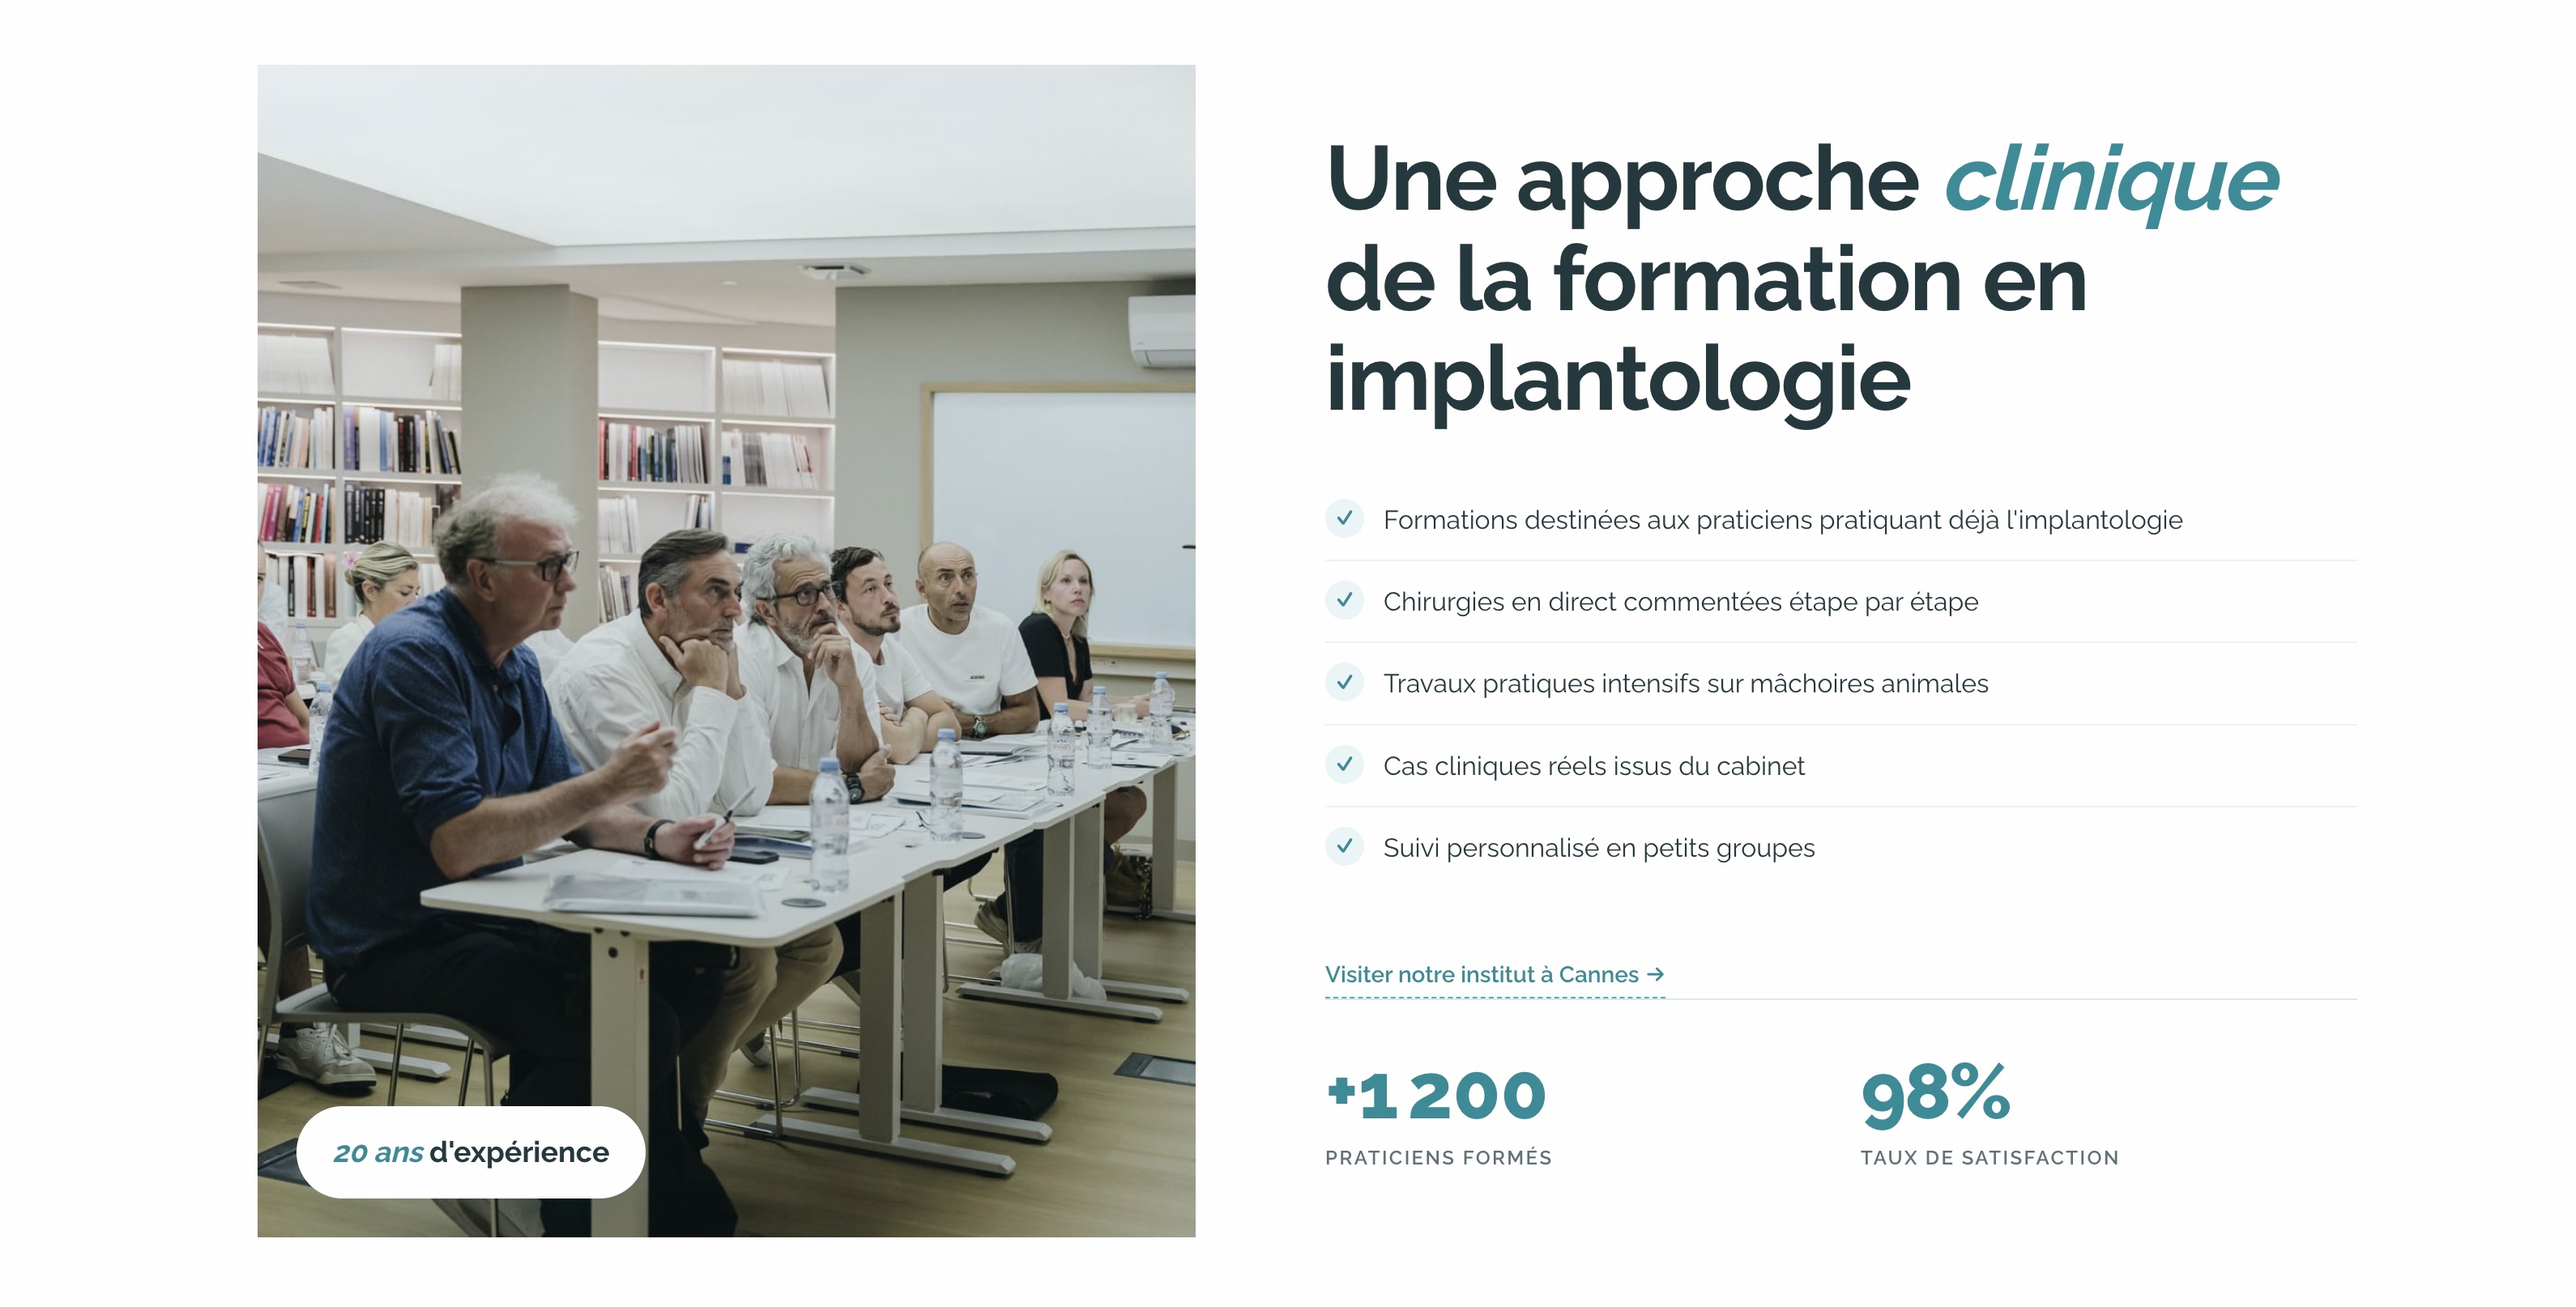 Une approche clinique
de la formation en
implantologie
Formations destinées aux praticiens pratiquant déjà l'implantologie
Chirurgies en direct commentées étape par étape
Travaux pratiques intensifs sur mâchoires animales
Cas cliniques réels issus du cabinet
Suivi personnalisé en petits groupes
Visiter notre institut à Cannes →
+1 200
PRATICIENS FORMÉS
98%
TAUX DE SATISFACTION
20 ans d'expérience